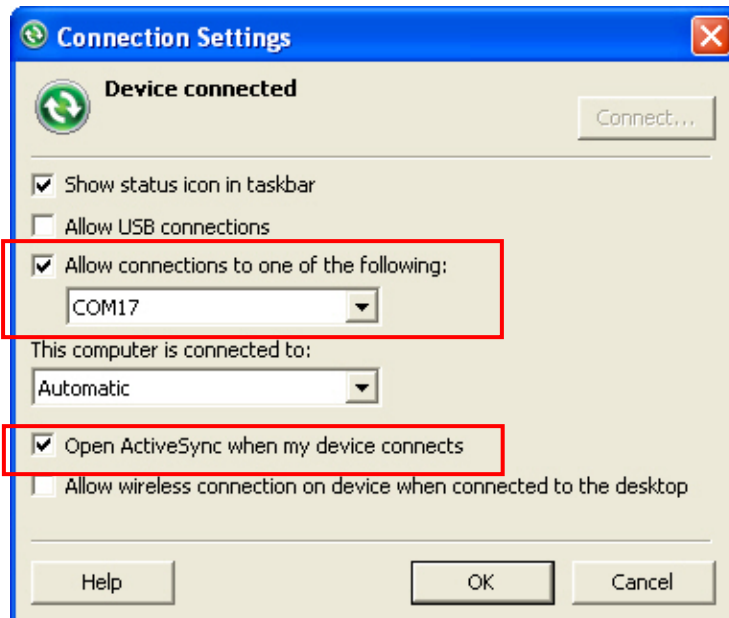 Connection Settings
Device connected
Connect...
Show status icon in taskbar
Allow USB connections
Allow connections to one of the following:
COM17
This computer is connected to:
Automatic
Open ActiveSync when my device connects
Allow wireless connection on device when connected to the desktop
Help OK Cancel